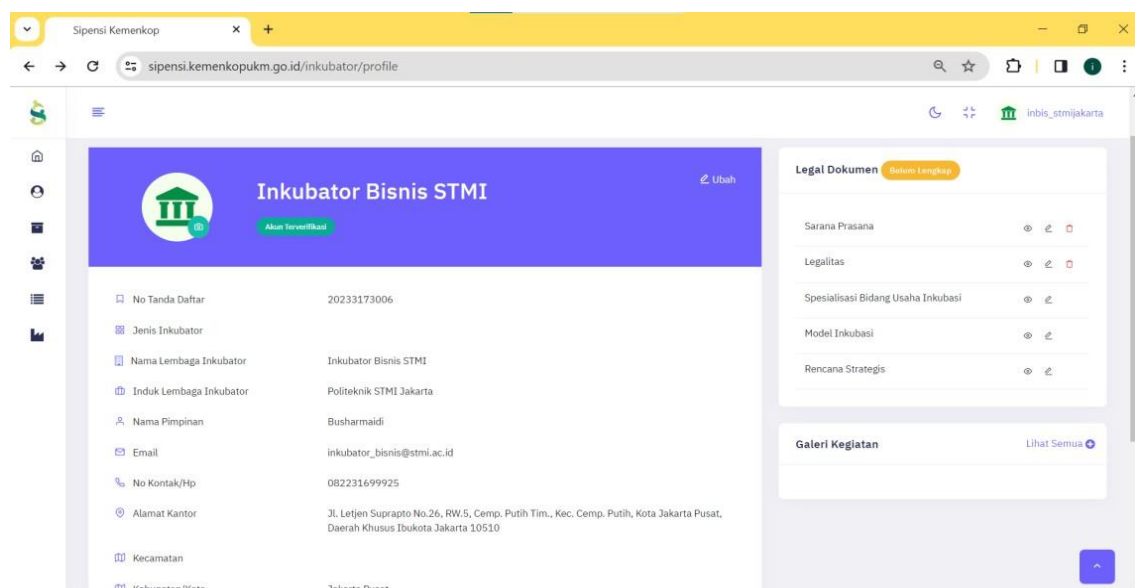 Sipensi Kemenkop
sipensi.kemenkopukm.go.id/inkubator/profile
inbis_stmijakarta
Inkubator Bisnis STMI
Ubah
Akun Terverifikasi
No Tanda Daftar 20233173006
Jenis Inkubator
Nama Lembaga Inkubator Inkubator Bisnis STMI
Induk Lembaga Inkubator Politeknik STMI Jakarta
Nama Pimpinan Busharmaidi
Email inkubator_bisnis@stmi.ac.id
No Kontak/Hp 082231699925
Alamat Kantor Jl. Letjen Suprapto No.26, RW.5, Cemp. Putih Tim., Kec. Cemp. Putih, Kota Jakarta Pusat,
Daerah Khusus Ibukota Jakarta 10510
Kecamatan
Kabupaten/Kota Jakarta Pusat
Legal Dokumen Belum Lengkap
Sarana Prasana
Legalitas
Spesialisasi Bidang Usaha Inkubasi
Model Inkubasi
Rencana Strategis
Galeri Kegiatan Lihat Semua